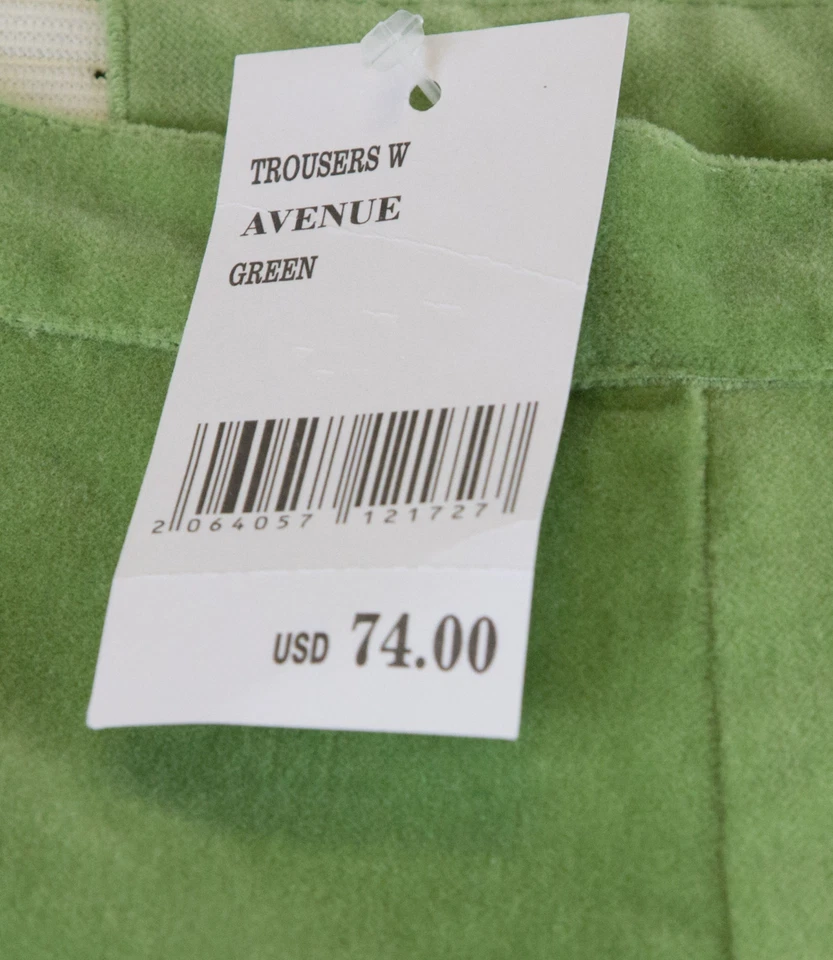 TROUSERS W
AVENUE
GREEN
2 064057 121727
USD 74.00